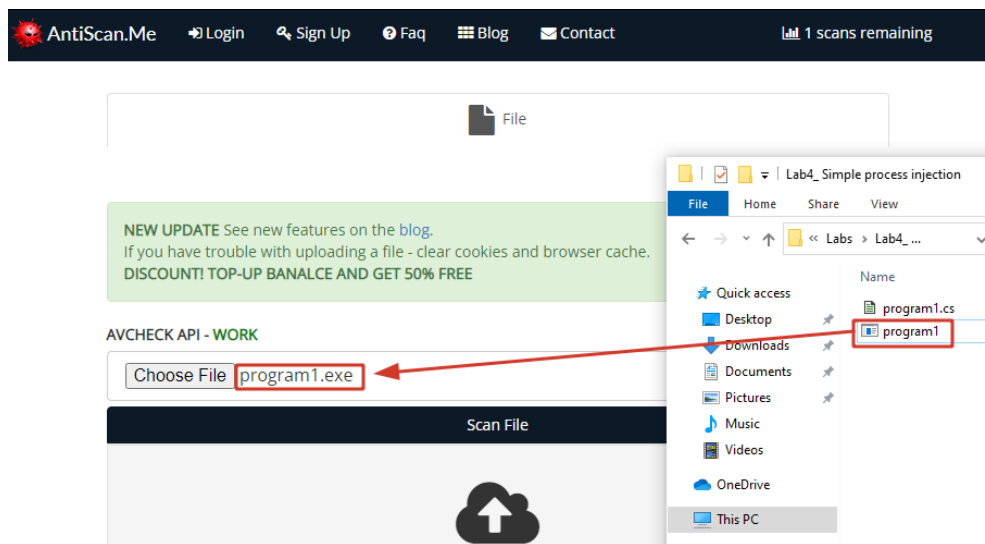 AntiScan.Me Login Sign Up Faq Blog Contact 1 scans remaining
File
NEW UPDATE See new features on the blog.
If you have trouble with uploading a file - clear cookies and browser cache.
DISCOUNT! TOP-UP BANALCE AND GET 50% FREE
AVCHECK API - WORK
Choose File program1.exe
Scan File
Lab4_ Simple process injection
File Home Share View
« Labs > Lab4_ ...
Name
Quick access
Desktop
Downloads
Documents
Pictures
Music
Videos
OneDrive
This PC
program1.cs
program1